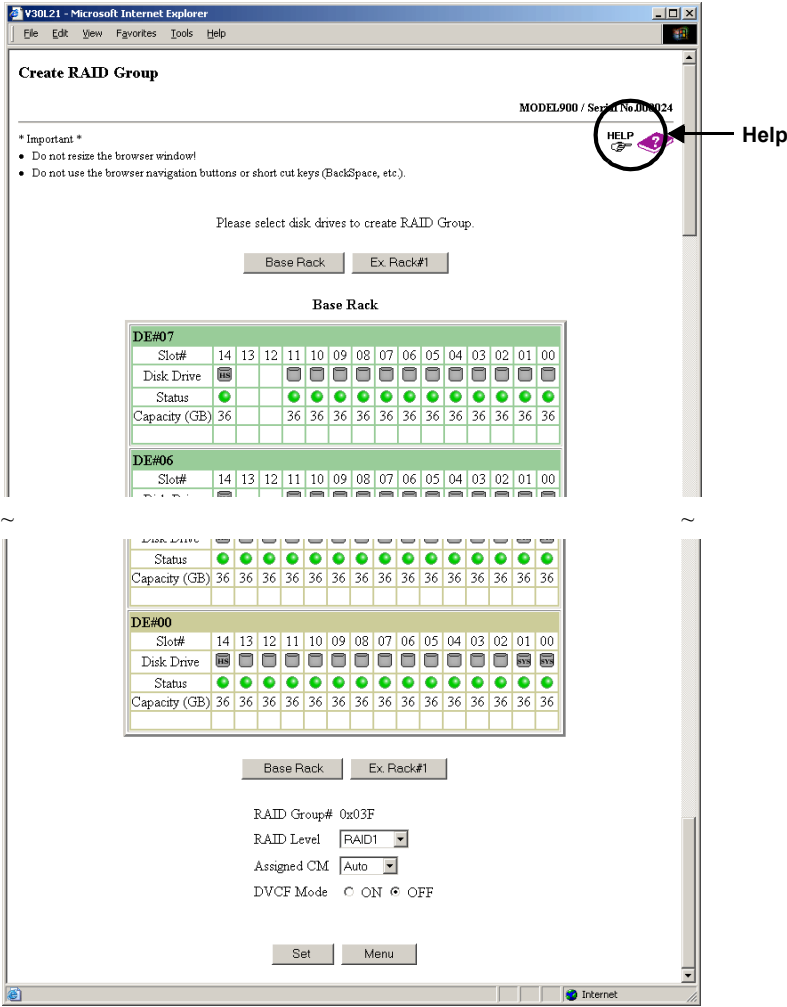 V30L21 - Microsoft Internet Explorer
File Edit View Favorites Tools Help
Create RAID Group
MODEL900 / Serial No.000024
* Important *
HELP
Help
● Do not resize the browser window!
● Do not use the browser navigation buttons or short cut keys (BackSpace, etc.).
Please select disk drives to create RAID Group.
Base Rack Ex. Rack#1
Base Rack
DE#07
Slot# 14 13 12 11 10 09 08 07 06 05 04 03 02 01 00
Disk Drive HS
Status
Capacity (GB) 36 36 36 36 36 36 36 36 36 36 36 36 36
DE#06
Slot# 14 13 12 11 10 09 08 07 06 05 04 03 02 01 00
Disk Drive
~ ~
Disk Drive
Status
Capacity (GB) 36 36 36 36 36 36 36 36 36 36 36 36 36 36 36
DE#00
Slot# 14 13 12 11 10 09 08 07 06 05 04 03 02 01 00
Disk Drive HS SYS SYS
Status
Capacity (GB) 36 36 36 36 36 36 36 36 36 36 36 36 36 36 36
Base Rack Ex. Rack#1
RAID Group# 0x03F
RAID Level RAID1
Assigned CM Auto
DVCF Mode ON OFF
Set Menu
Internet